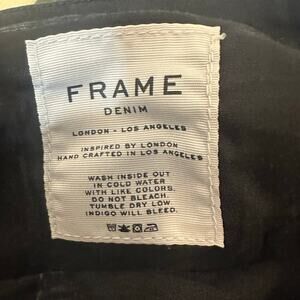 FRAME
DENIM
LONDON - LOS ANGELES
INSPIRED BY LONDON
HAND CRAFTED IN LOS ANGELES
WASH INSIDE OUT
IN COLD WATER
WITH LIKE COLORS.
DO NOT BLEACH.
TUMBLE DRY LOW
INDIGO WILL BLEED.